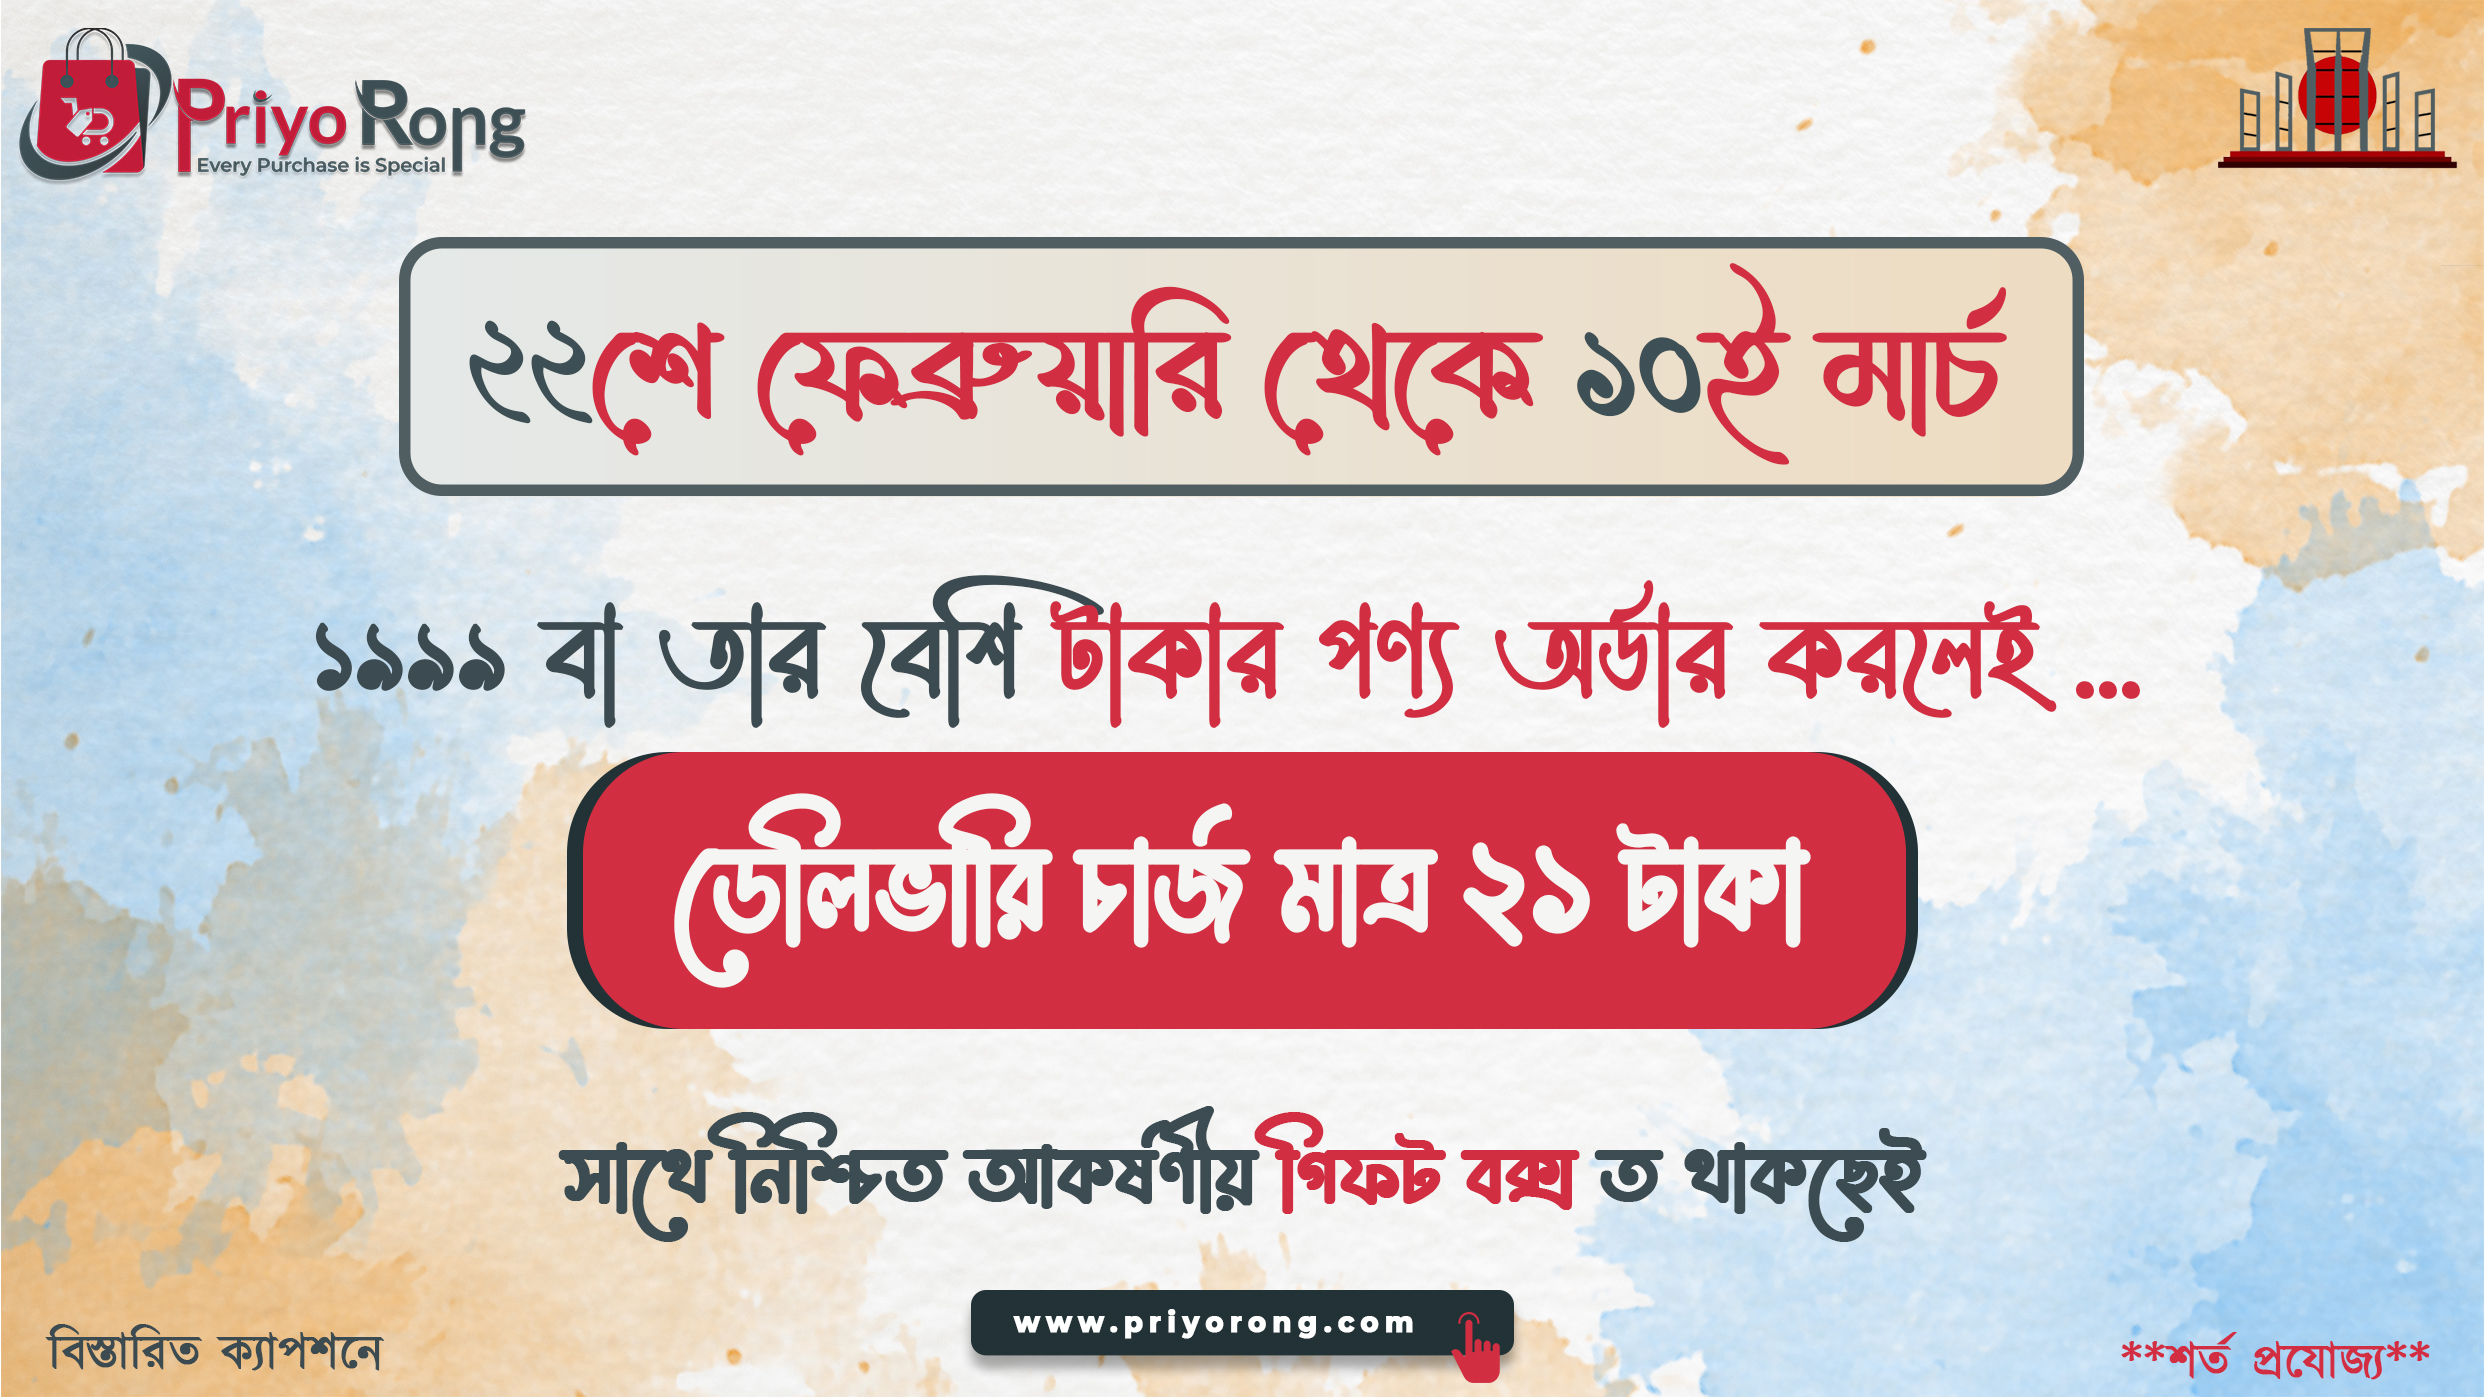 Priyo Rong
Every Purchase is Special
২২শে ফেব্রুয়ারি থেকে ১০ই মার্চ
১৯৯৯ বা তার বেশি টাকার পণ্য অর্ডার করলেই ...
ডেলিভারি চার্জ মাত্র ২১ টাকা
সাথে নিশ্চিত আকর্ষণীয় গিফট বক্স ত থাকছেই
www.priyorong.com
বিস্তারিত ক্যাপশনে
**শর্ত প্রযোজ্য**